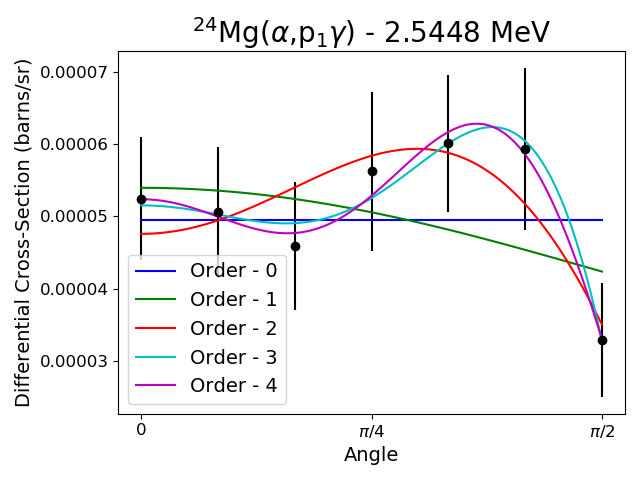 ²⁴Mg(α,p₁γ) - 2.5448 MeV
Differential Cross-Section (barns/sr)
0.00007
0.00006
0.00005
0.00004
0.00003
Order - 0
Order - 1
Order - 2
Order - 3
Order - 4
0 π/4 π/2
Angle